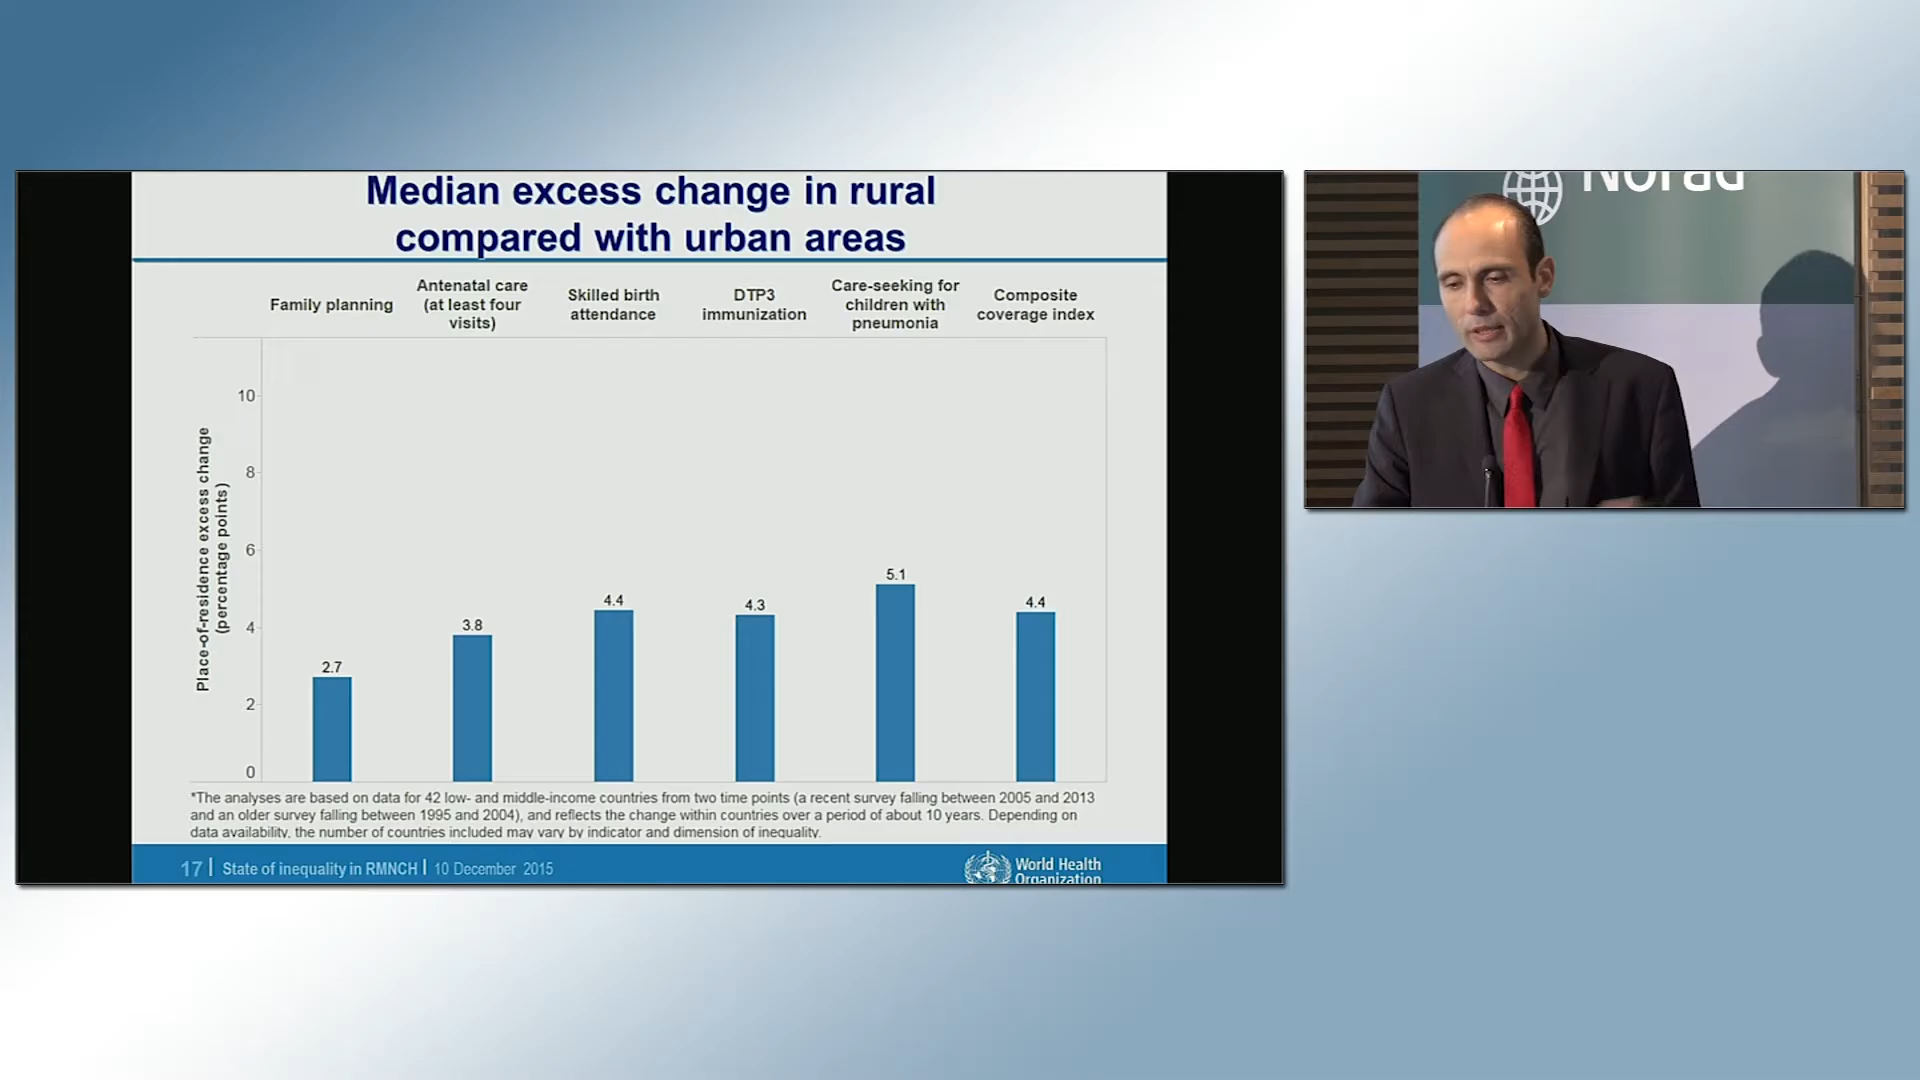 Median excess change in rural
compared with urban areas
Family planning
Antenatal care
(at least four
visits)
Skilled birth
attendance
DTP3
immunization
Care-seeking for
children with
pneumonia
Composite
coverage index
Place-of-residence excess change
(percentage points)
10
8
6
4
2
0
2.7
3.8
4.4
4.3
5.1
4.4
*The analyses are based on data for 42 low- and middle-income countries from two time points (a recent survey falling between 2005 and 2013
and an older survey falling between 1995 and 2004), and reflects the change within countries over a period of about 10 years. Depending on
data availability, the number of countries included may vary by indicator and dimension of inequality.
17 | State of inequality in RMNCH | 10 December 2015
World Health
Organization
Norad